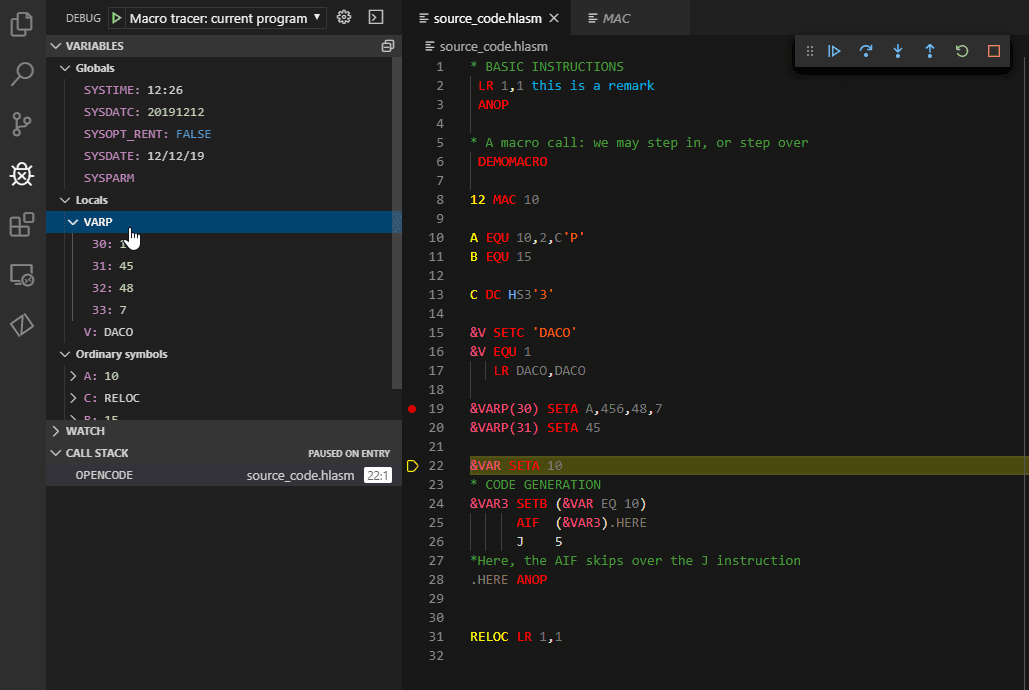 DEBUG Macro tracer: current program
VARIABLES
Globals
SYSTIME: 12:26
SYSDATC: 20191212
SYSOPT_RENT: FALSE
SYSDATE: 12/12/19
SYSPARM
Locals
VARP
30:
31: 45
32: 48
33: 7
V: DACO
Ordinary symbols
A: 10
C: RELOC
B: 15
WATCH
CALL STACK PAUSED ON ENTRY
OPENCODE source_code.hlasm 22:1
source_code.hlasm MAC
source_code.hlasm
1 * BASIC INSTRUCTIONS
2 LR 1,1 this is a remark
3 ANOP
4
5 * A macro call: we may step in, or step over
6 DEMOMACRO
7
8 12 MAC 10
9
10 A EQU 10,2,C'P'
11 B EQU 15
12
13 C DC HS3'3'
14
15 &V SETC 'DACO'
16 &V EQU 1
17 LR DACO,DACO
18
19 &VARP(30) SETA A,456,48,7
20 &VARP(31) SETA 45
21
22 &VAR SETA 10
23 * CODE GENERATION
24 &VAR3 SETB (&VAR EQ 10)
25 AIF (&VAR3).HERE
26 J 5
27 *Here, the AIF skips over the J instruction
28 .HERE ANOP
29
30
31 RELOC LR 1,1
32